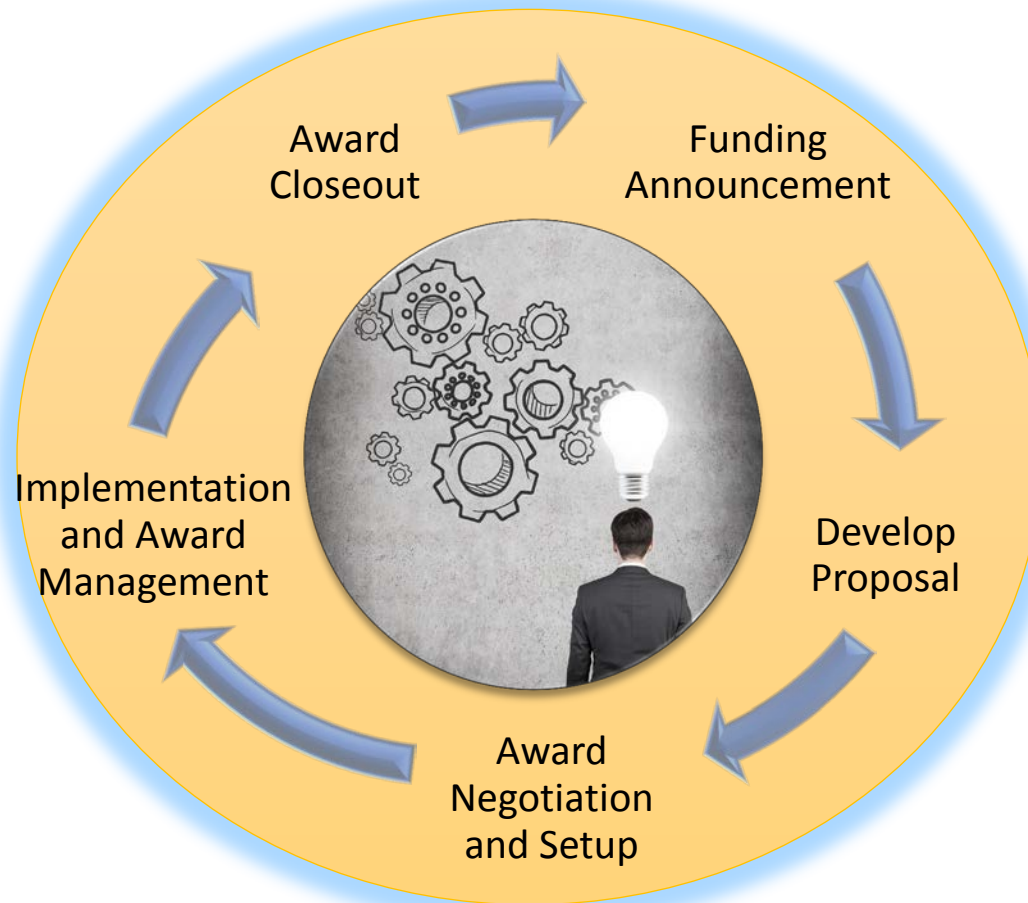 Award
Closeout
Funding
Announcement
Develop
Proposal
Award
Negotiation
and Setup
Implementation
and Award
Management